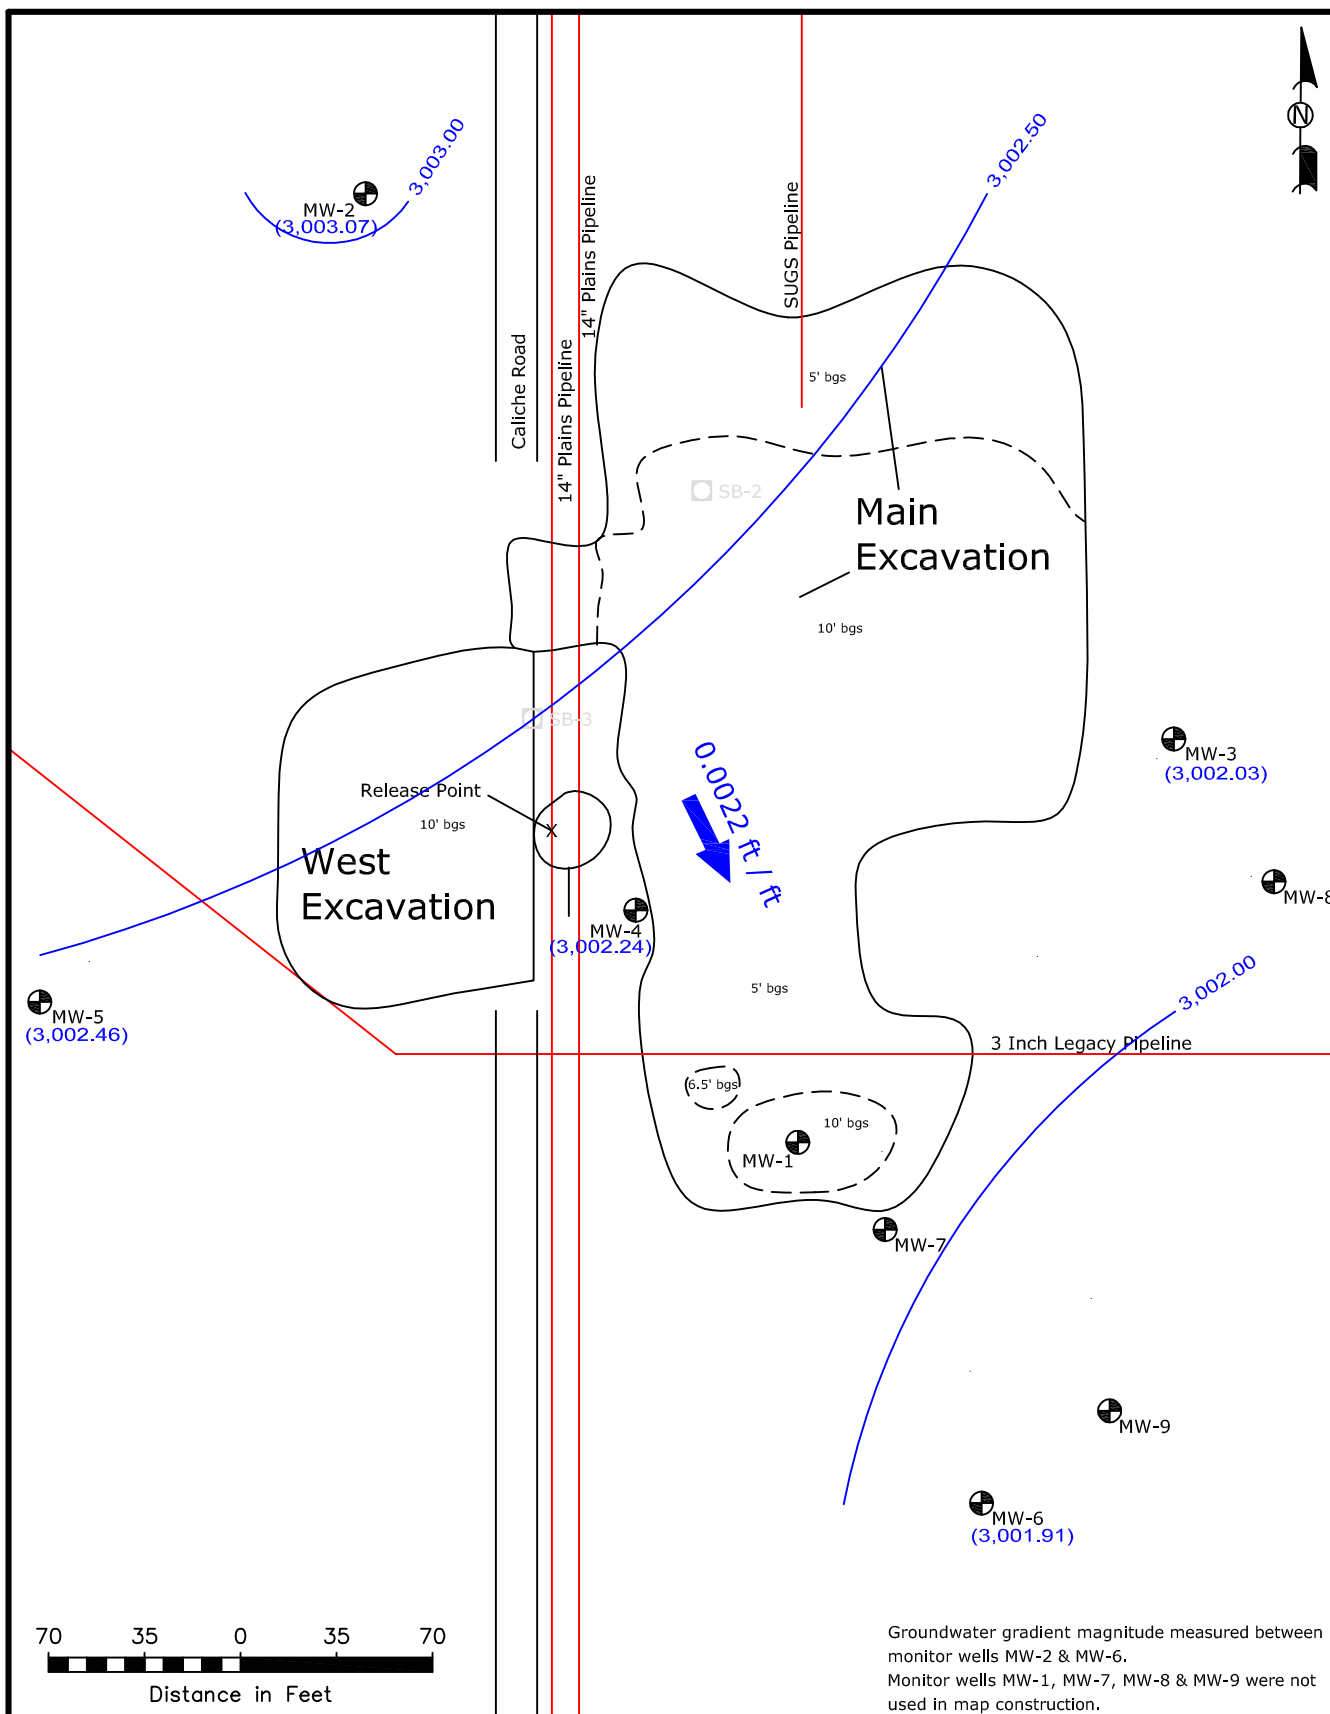 3,003.00
3,002.50
N
MW-2
(3,003.07)
14" Plains Pipeline
SUGS Pipeline
Caliche Road
14" Plains Pipeline
5' bgs
SB-2
Main
Excavation
10' bgs
SB-3
MW-3
(3,002.03)
0.0022 ft / ft
Release Point
X
10' bgs
West
Excavation
MW-8
MW-4
(3,002.24)
3,002.00
5' bgs
MW-5
(3,002.46)
3 Inch Legacy Pipeline
6.5' bgs
10' bgs
MW-1
MW-7
MW-9
MW-6
(3,001.91)
70 35 0 35 70
Distance in Feet
Groundwater gradient magnitude measured between
monitor wells MW-2 & MW-6.
Monitor wells MW-1, MW-7, MW-8 & MW-9 were not
used in map construction.